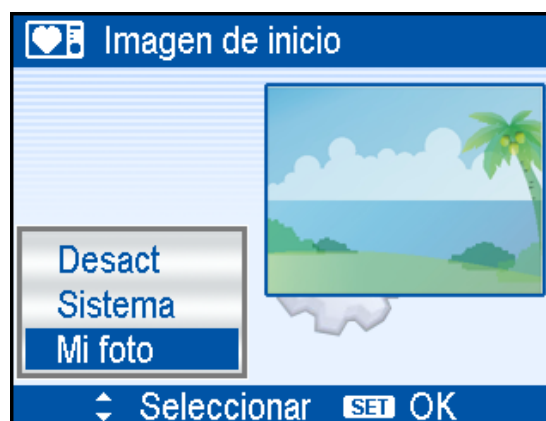 Imagen de inicio
Desact
Sistema
Mi foto
Seleccionar SET OK